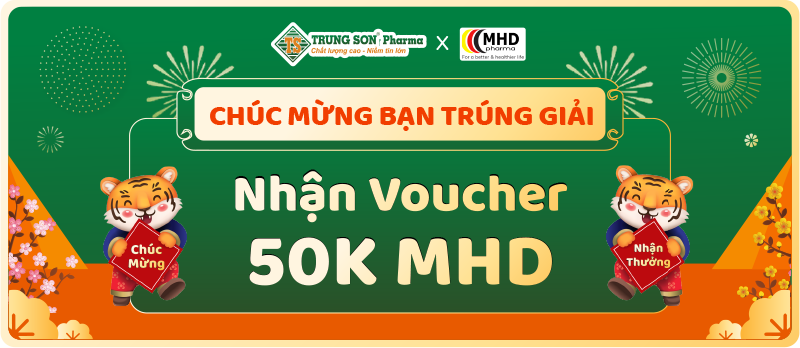 TS
TRUNG SON Pharma
Chất lượng cao - Niềm tin lớn
X
MHD
pharma
For a better & healthier life
CHÚC MỪNG BẠN TRÚNG GIẢI
Nhận Voucher
50K MHD
Chúc
Mừng
Nhận
Thưởng